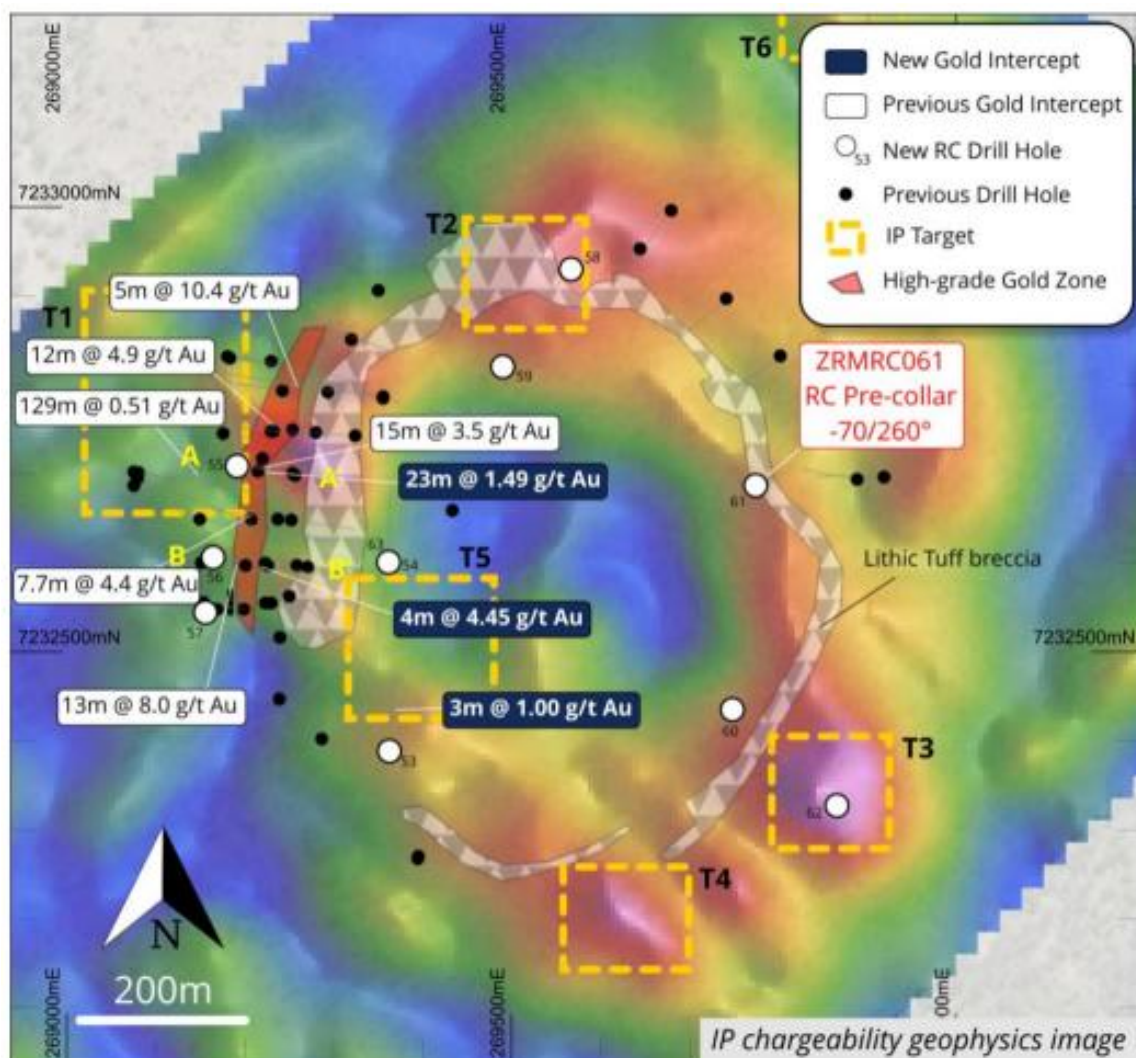 269000mE
269500mE
T6
New Gold Intercept
Previous Gold Intercept
53
New RC Drill Hole
Previous Drill Hole
IP Target
High-grade Gold Zone
7233000mN
T2
58
5m @ 10.4 g/t Au
T1
12m @ 4.9 g/t Au
59
ZRMRC061
RC Pre-collar
-70/260°
129m @ 0.51 g/t Au
15m @ 3.5 g/t Au
A
55
A'
23m @ 1.49 g/t Au
61
B
56
63
54
T5
B'
Lithic Tuff breccia
7.7m @ 4.4 g/t Au
4m @ 4.45 g/t Au
57
7232500mN
7232500mN
13m @ 8.0 g/t Au
3m @ 1.00 g/t Au
60
53
T3
62
T4
N
200m
269000mE
269500mE
00mE
IP chargeability geophysics image